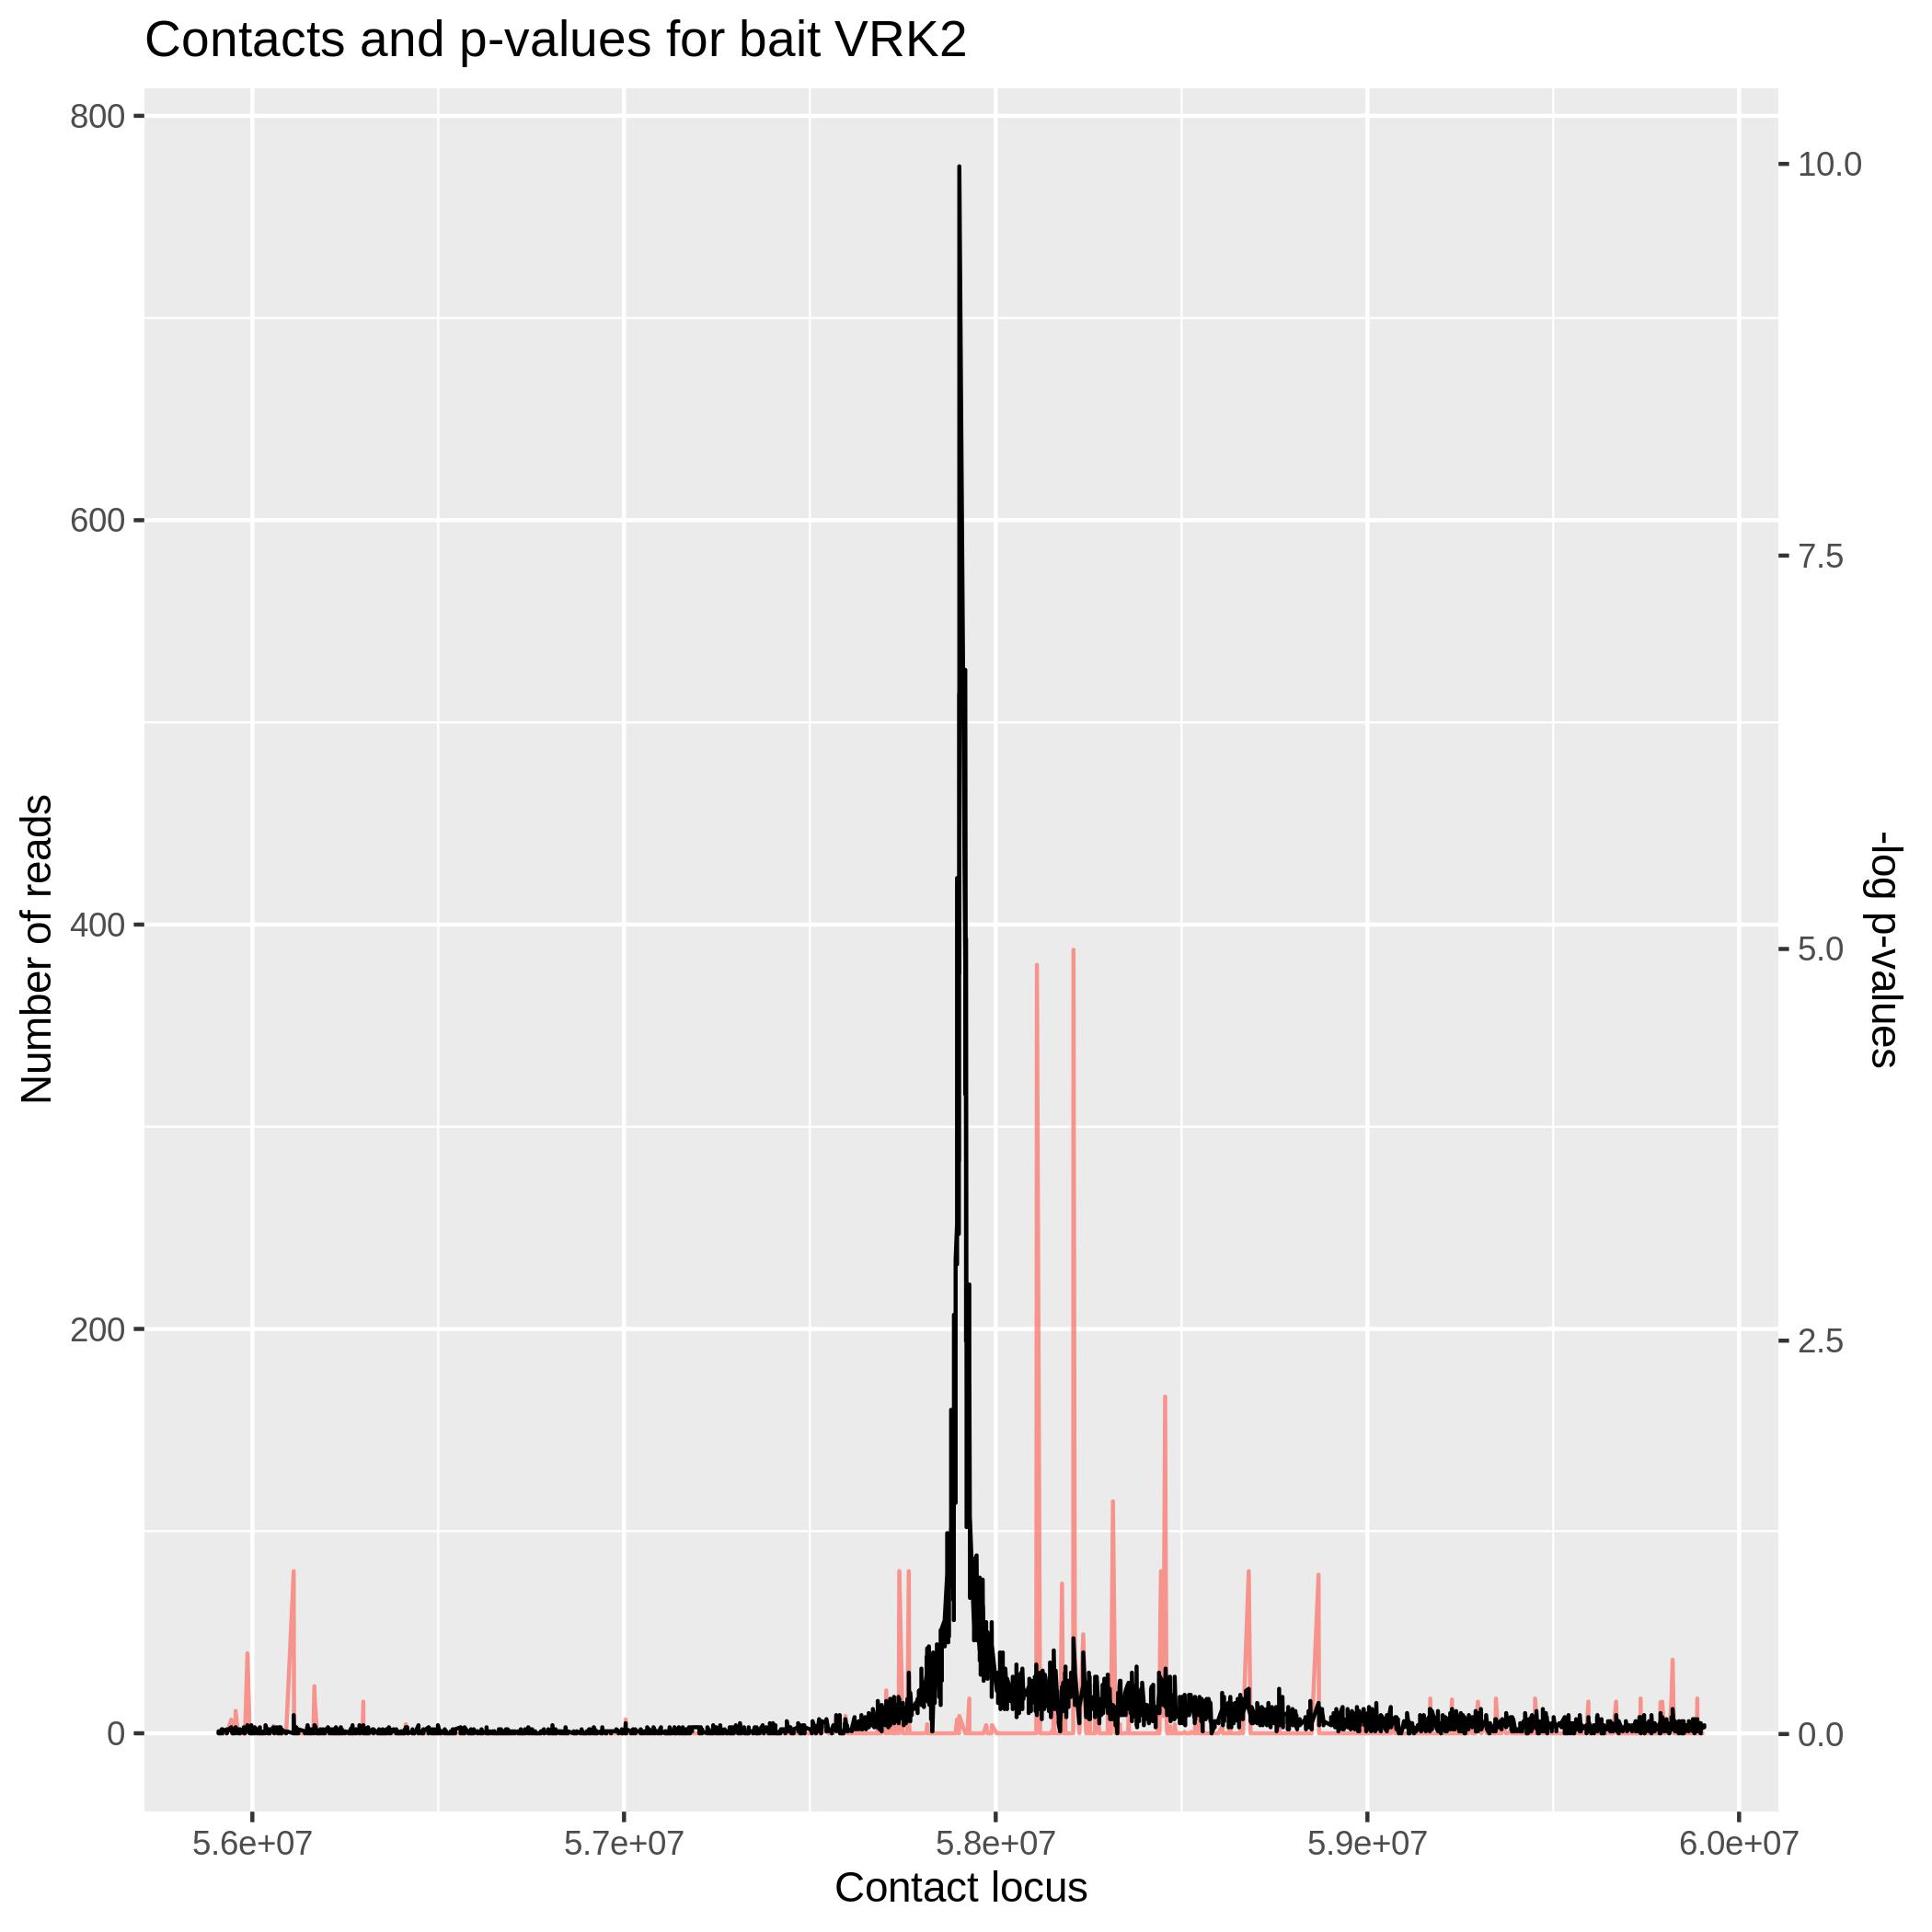 Contacts and p-values for bait VRK2
800
600
400
200
0
Number of reads
10.0
7.5
5.0
2.5
0.0
-log p-values
5.6e+07 5.7e+07 5.8e+07 5.9e+07 6.0e+07
Contact locus